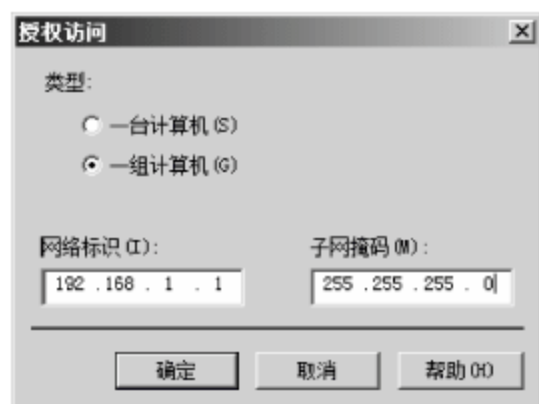 授权访问
类型:
一台计算机(S)
一组计算机(G)
网络标识(I):
子网掩码(M):
192 .168 . 1 . 1
255 .255 .255 . 0
确定
取消
帮助(H)